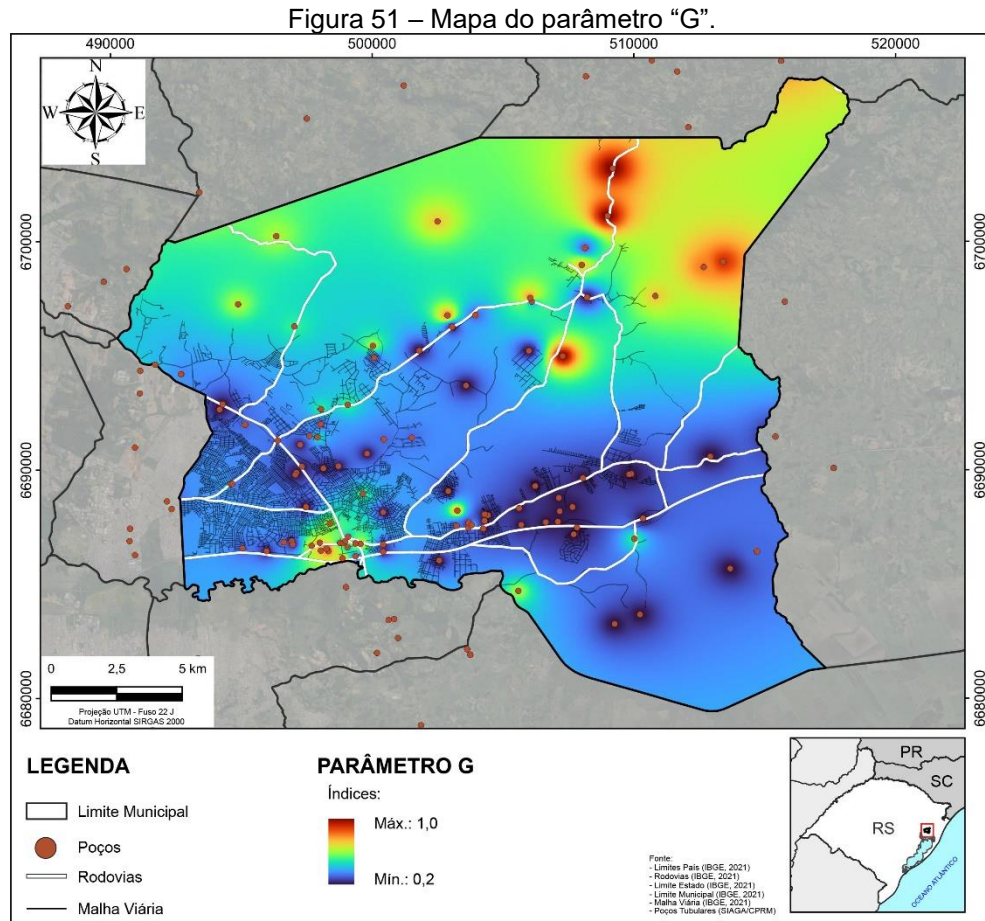 Figura 51 – Mapa do parâmetro “G”.
490000
500000
510000
520000
N
W
E
S
6700000
6700000
6690000
6690000
6680000
6680000
0 2,5 5 km
Projeção UTM - Fuso 22 J
Datum Horizontal SIRGAS 2000
LEGENDA
Limite Municipal
Poços
Rodovias
Malha Viária
PARÂMETRO G
Índices:
Máx.: 1,0
Mín.: 0,2
Fonte:
- Limites País (IBGE, 2021)
- Rodovias (IBGE, 2021)
- Limite Estado (IBGE, 2021)
- Limite Municipal (IBGE, 2021)
- Malha Viária (IBGE, 2021)
- Poços Tubulares (SIAGA/CPRM)
PR
SC
RS
OCEANO ATLÂNTICO